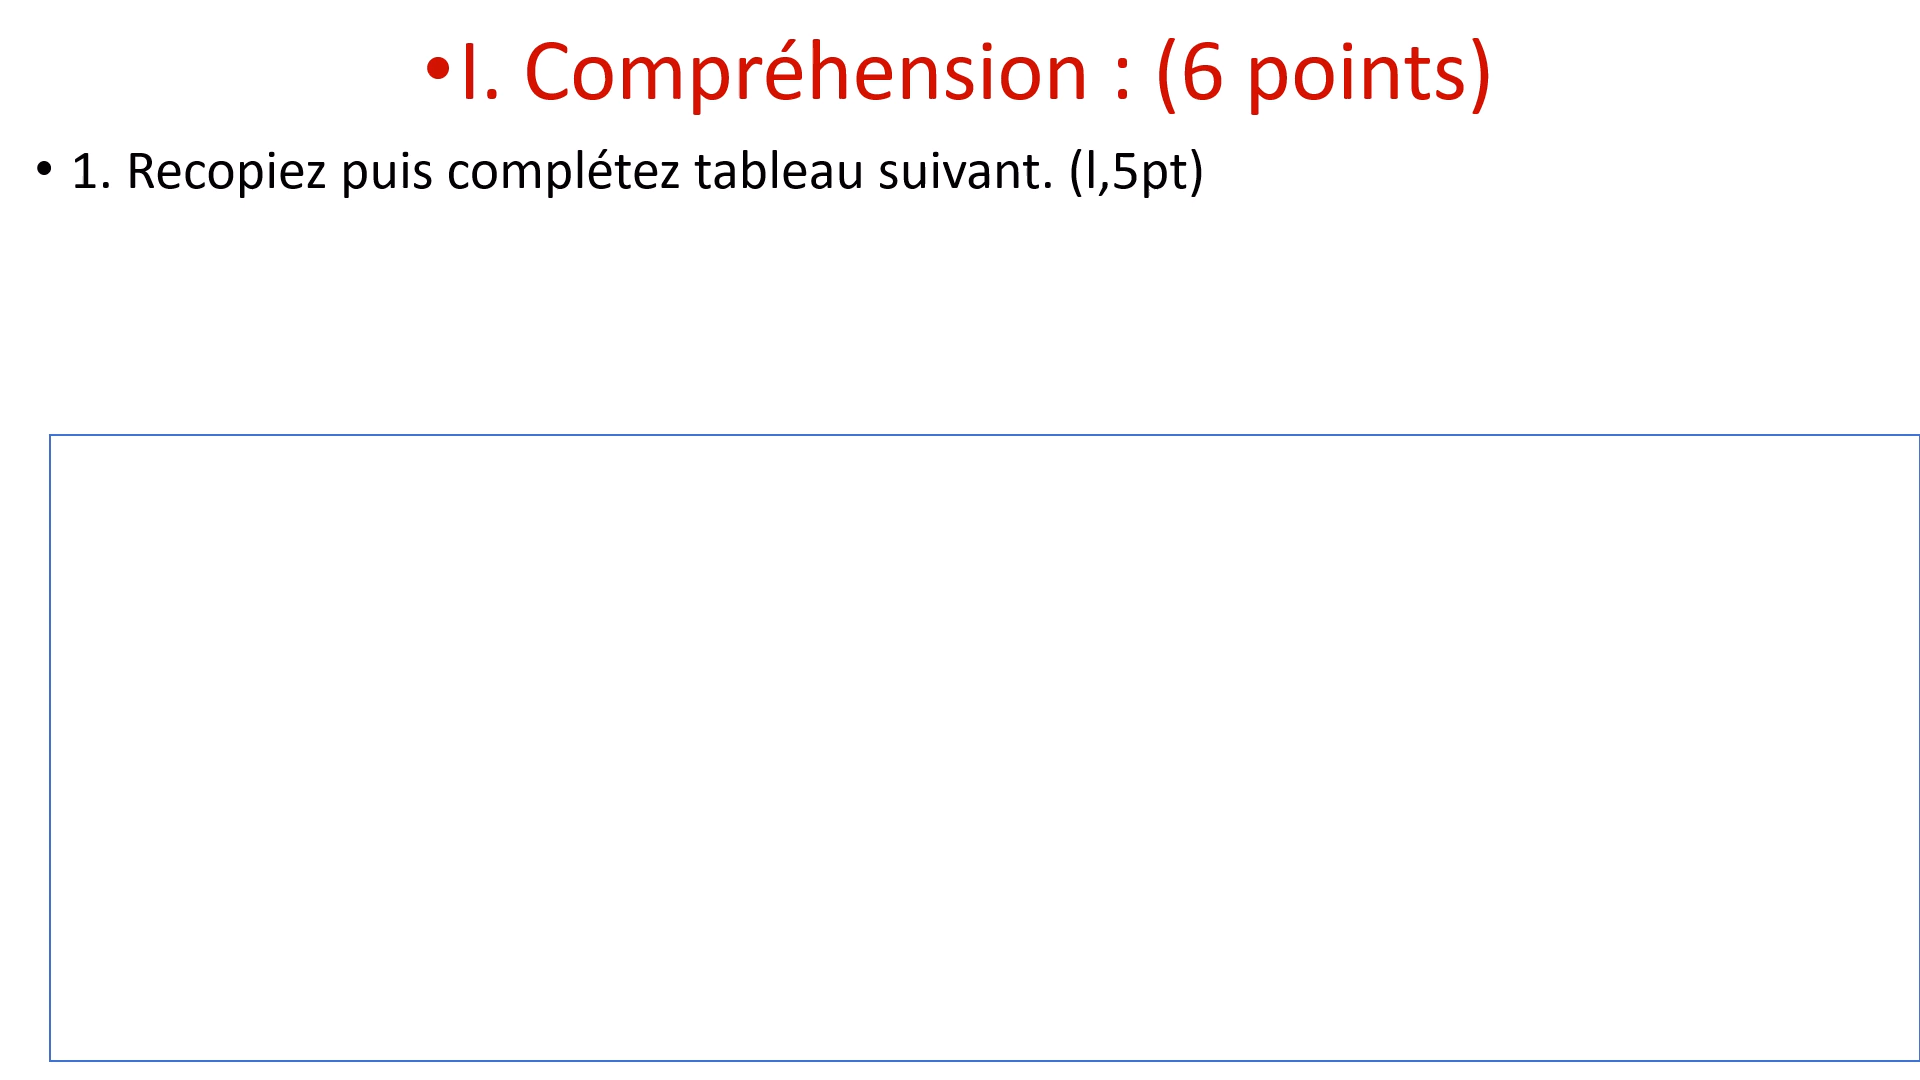 •I. Compréhension : (6 points)
• 1. Recopiez puis complétez tableau suivant. (l,5pt)